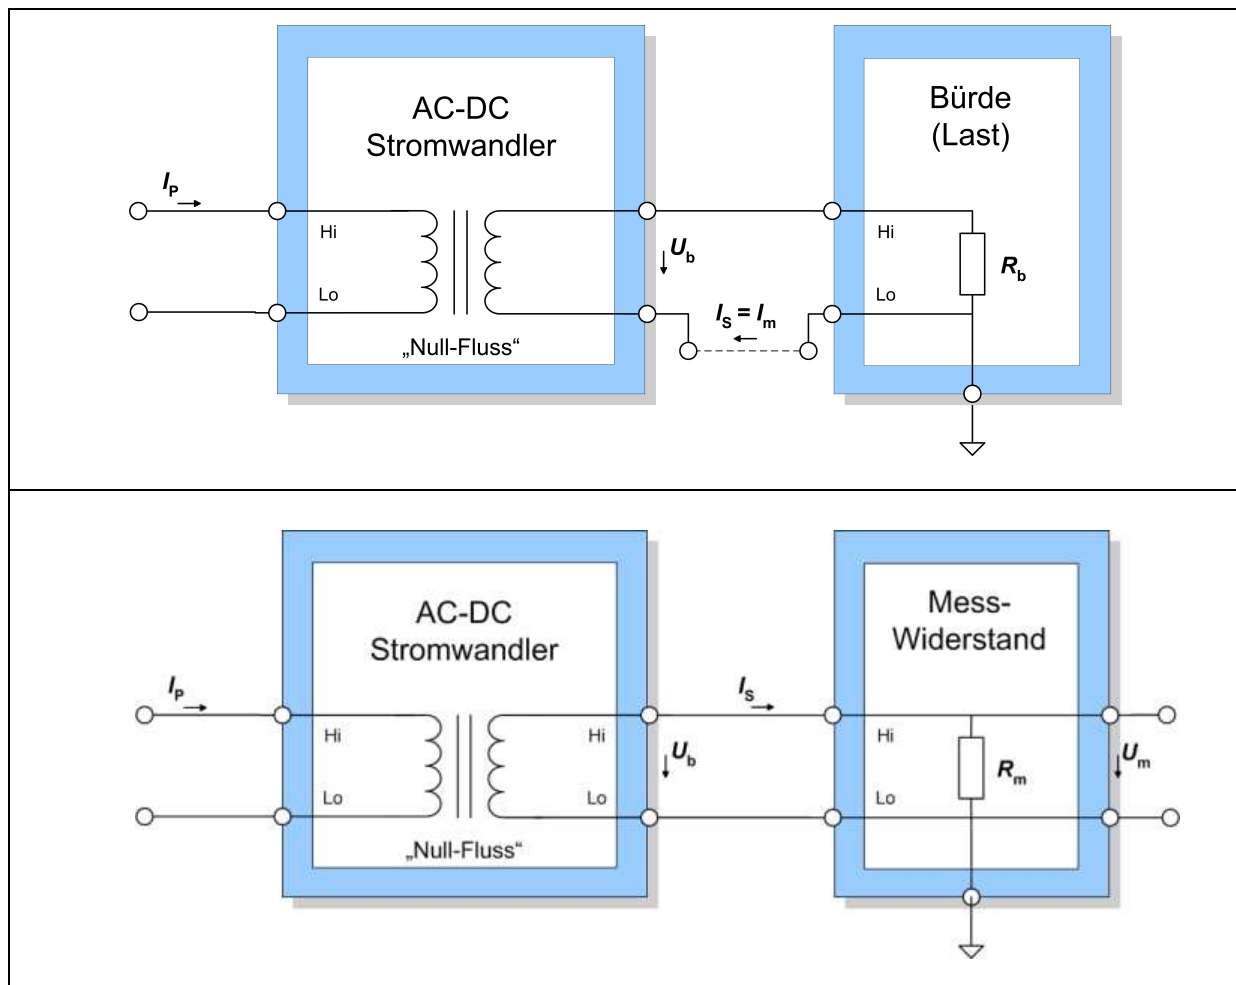 AC-DC
Stromwandler
Bürde
(Last)
IP
Hi
Lo
„Null-Fluss“
Ub
IS = Im
Hi
Lo
Rb
AC-DC
Stromwandler
Mess-
Widerstand
IP
Hi
Lo
„Null-Fluss“
Hi
Lo
Ub
IS
Hi
Lo
Rm
Um